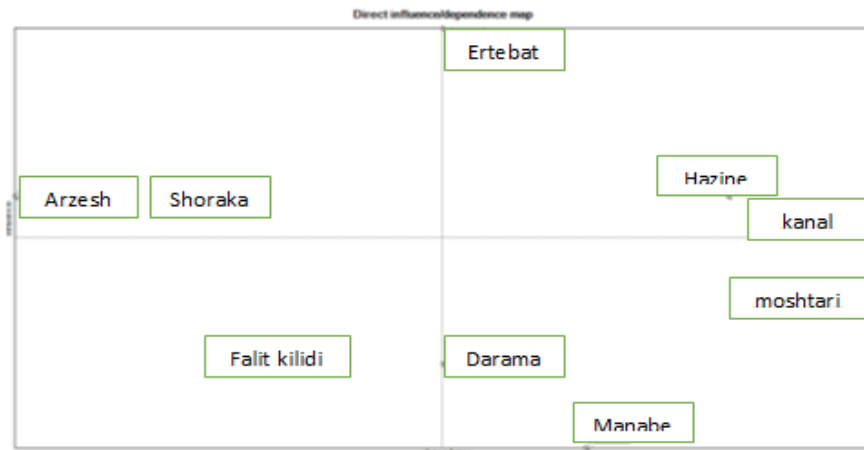 Direct influence/dependence map
Ertebat
Hazine
Arzesh
Shoraka
kanal
moshtari
Falit kilidi
Darama
Manabe